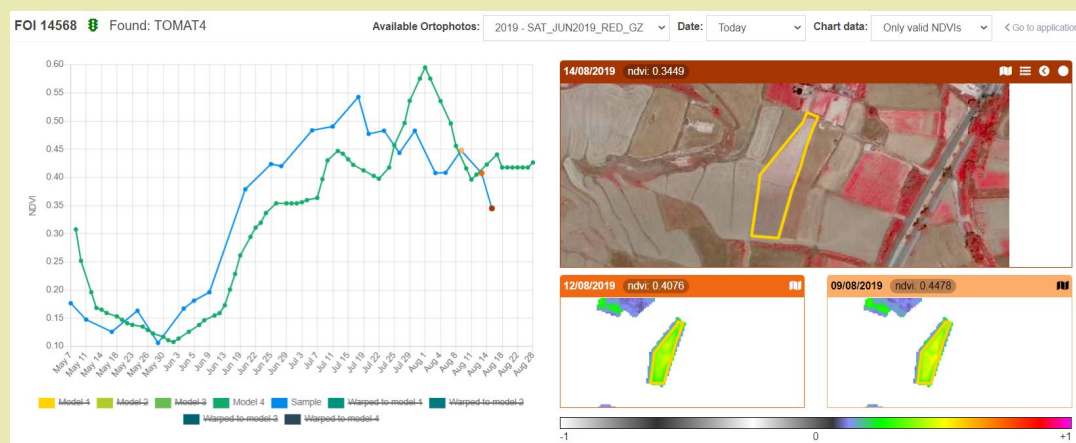 FOI 14568 Found: TOMAT4 Available Ortophotos: 2019 - SAT_JUN2019_RED_GZ Date: Today Chart data: Only valid NDVIs Go to application
14/08/2019 ndvi: 0.3449
0.60
0.55
0.50
0.45
0.40
0.35
0.30
0.25
0.20
0.15
0.10
NDVI
May 7 May 11 May 14 May 18 May 23 May 26 May 30 Jun 3 Jun 5 Jun 9 Jun 13 Jun 19 Jun 22 Jun 25 Jun 29 Jul 3 Jul 7 Jul 11 Jul 15 Jul 19 Jul 22 Jul 25 Jul 29 Aug 1 Aug 4 Aug 8 Aug 11 Aug 14 Aug 18 Aug 22 Aug 25 Aug 28
12/08/2019 ndvi: 0.4076
09/08/2019 ndvi: 0.4478
Model 1 Model 2 Model 3 Model 4 Sample Warped to model 1 Warped to model 2
Warped to model 3 Warped to model 4
-1 0 +1